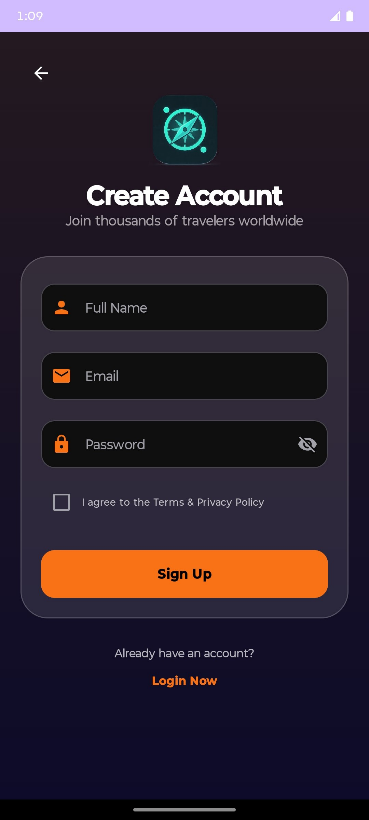 1:09
Create Account
Join thousands of travelers worldwide
Full Name
Email
Password
I agree to the Terms & Privacy Policy
Sign Up
Already have an account?
Login Now